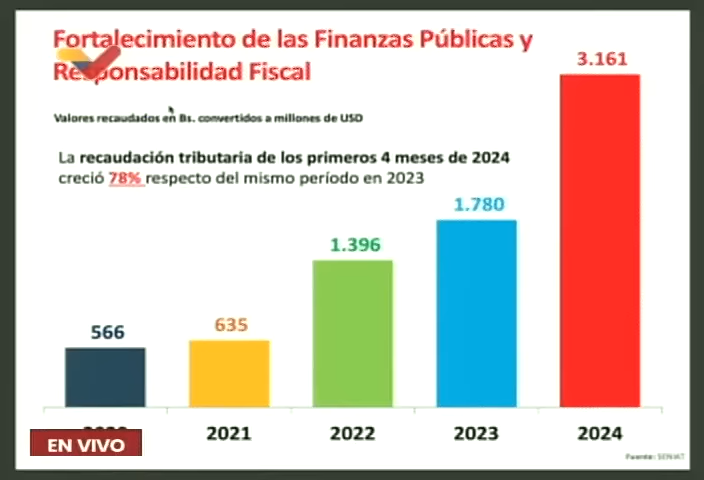 Fortalecimiento de las Finanzas Públicas y
Responsabilidad Fiscal
Valores recaudados en Bs. convertidos a millones de USD
La recaudación tributaria de los primeros 4 meses de 2024
creció 78% respecto del mismo período en 2023
3.161
1.780
1.396
635
566
2020 2021 2022 2023 2024
EN VIVO
Fuente: SENIAT